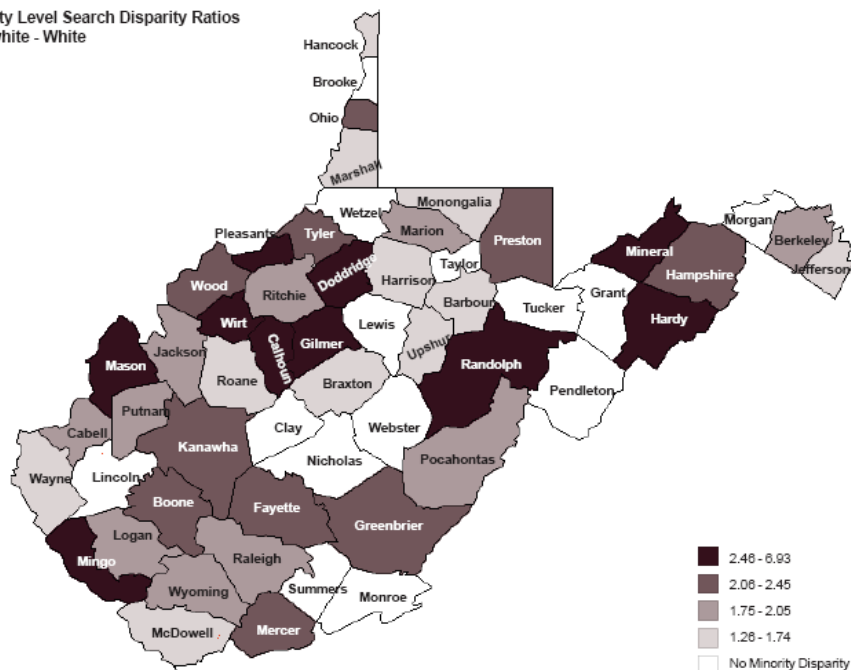 ty Level Search Disparity Ratios
white - White
Hancock
Brooke
Ohio
Marshall
Wetzel
Monongalia
Marion
Preston
Pleasants
Tyler
Doddridge
Harrison
Taylor
Barbour
Morgan
Berkeley
Jefferson
Mineral
Hampshire
Grant
Hardy
Tucker
Wood
Ritchie
Wirt
Calhoun
Gilmer
Lewis
Upshur
Randolph
Pendleton
Mason
Jackson
Roane
Braxton
Webster
Pocahontas
Putnam
Cabell
Kanawha
Clay
Nicholas
Wayne
Lincoln
Boone
Fayette
Greenbrier
Mingo
Logan
Raleigh
Wyoming
Summers
Monroe
McDowell
Mercer
2.46 - 6.93
2.06 - 2.45
1.75 - 2.05
1.26 - 1.74
No Minority Disparity